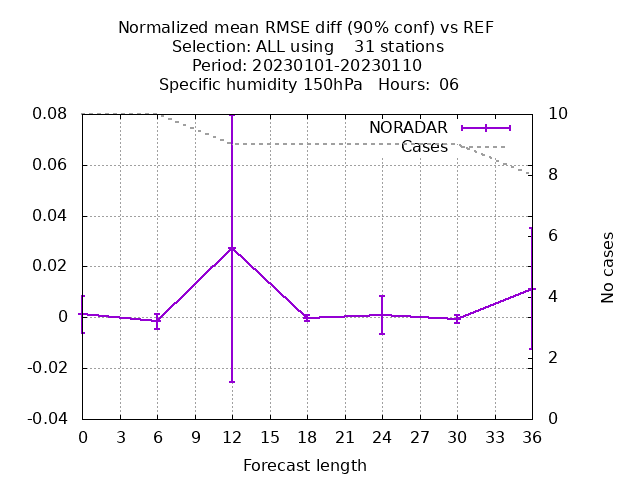 Normalized mean RMSE diff (90% conf) vs REF
Selection: ALL using    31 stations
Period: 20230101-20230110
Specific humidity 150hPa   Hours:  06
0.08
0.06
0.04
0.02
0
-0.02
-0.04
10
8
6
4
2
0
NORADAR
Cases
No cases
0 3 6 9 12 15 18 21 24 27 30 33 36
Forecast length